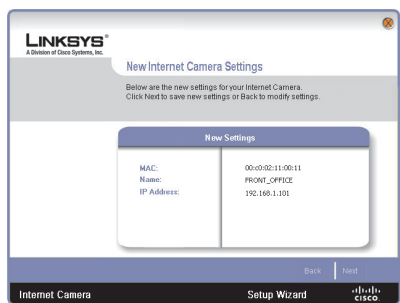 LINKSYS®
A Division of Cisco Systems, Inc.
New Internet Camera Settings
Below are the new settings for your Internet Camera.
Click Next to save new settings or Back to modify settings.
New Settings
MAC: 00:c0:02:11:00:11
Name: FRONT_OFFICE
IP Address: 192.168.1.101
Back Next
Internet Camera Setup Wizard CISCO.